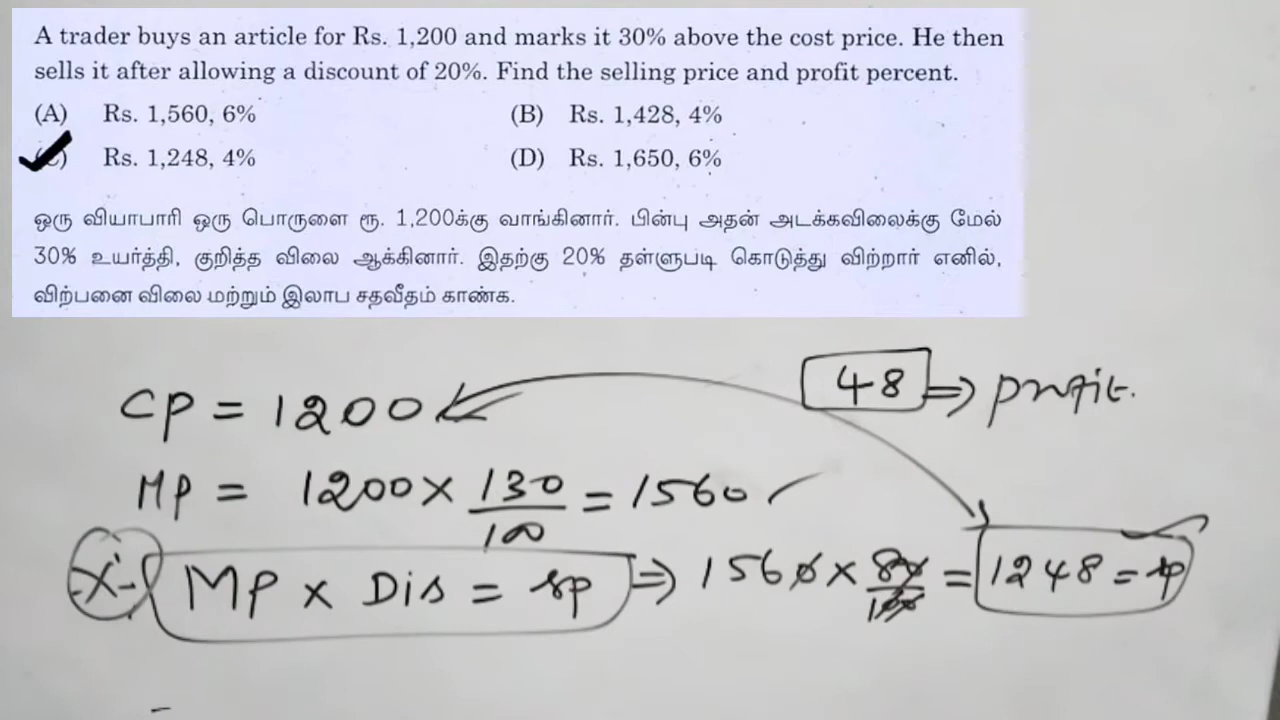 A trader buys an article for Rs. 1,200 and marks it 30% above the cost price. He then
sells it after allowing a discount of 20%. Find the selling price and profit percent.
(A) Rs. 1,560, 6% (B) Rs. 1,428, 4%
(C) Rs. 1,248, 4% (D) Rs. 1,650, 6%
ஒரு வியாபாரி ஒரு பொருளை ரூ. 1,200க்கு வாங்கினார். பின்பு அதன் அடக்கவிலைக்கு மேல்
30% உயர்த்தி, குறித்த விலை ஆக்கினார். இதற்கு 20% தள்ளுபடி கொடுத்து விற்றார் எனில்,
விற்பனை விலை மற்றும் இலாப சதவீதம் காண்க.
48 ⇒ profit.
CP = 1200
MP = 1200 × 130/100 = 1560
MP × Dis = SP ⇒ 1560 × 80/100 = 1248 = SP